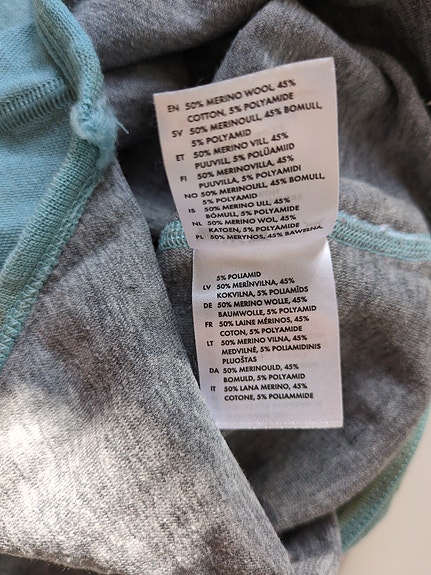 EN 50% MERINO WOOL, 45%
COTTON, 5% POLYAMIDE
SV 50% MERINOULL, 45% BOMULL,
5% POLYAMID
ET 50% MERINO VILL, 45%
PUUVILL, 5% POLÜAMIID
FI 50% MERINOVILLA, 45%
PUUVILLA, 5% POLYAMIDI
NO 50% MERINOULL, 45% BOMULL,
5% POLYAMID
IS 50% MERINO ULL, 45%
BÓMULL, 5% POLYAMIDE
NL 50% MERINO WOL, 45%
KATOEN, 5% POLYAMIDE
PL 50% MERYNOS, 45% BAWEŁNA,
5% POLIAMID
LV 50% MERĪNVILNA, 45%
KOKVILNA, 5% POLIAMĪDS
DE 50% MERINO WOLLE, 45%
BAUMWOLLE, 5% POLYAMID
FR 50% LAINE MÉRINOS, 45%
COTON, 5% POLYAMIDE
LT 50% MERINO VILNA, 45%
MEDVILNĖ, 5% POLIAMIDINIS
PLUOŠTAS
DA 50% MERINOULD, 45%
BOMULD, 5% POLYAMID
IT 50% LANA MERINO, 45%
COTONE, 5% POLIAMMIDE